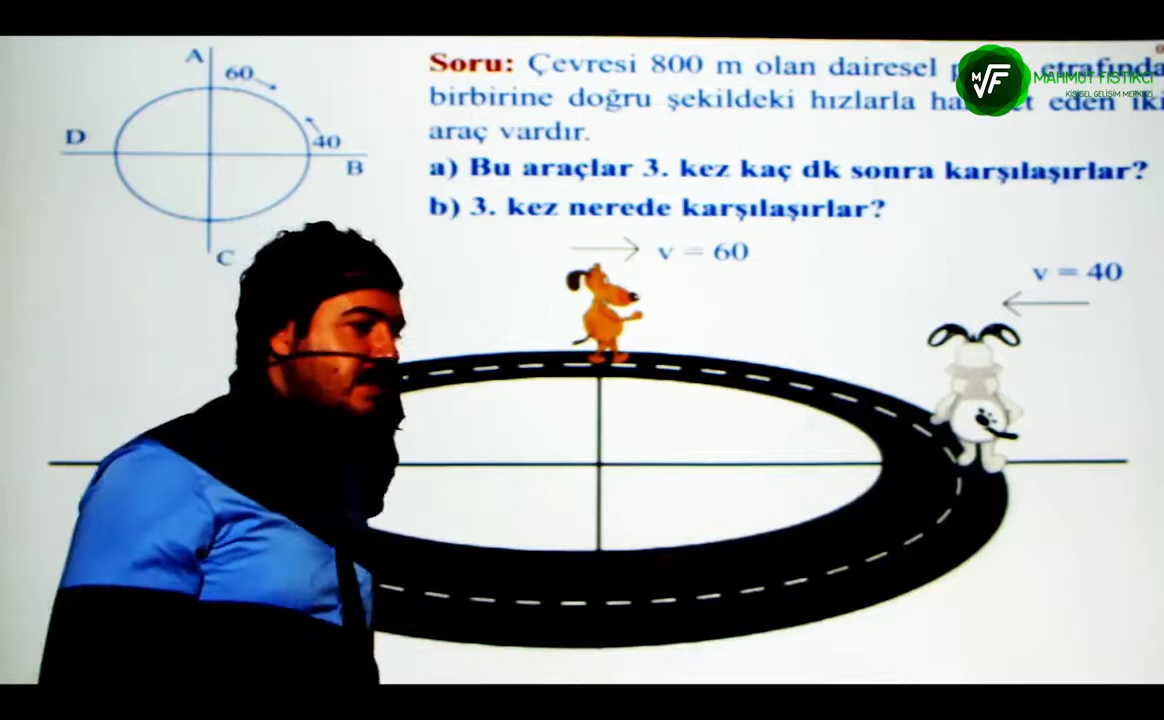 A
60
D
40
B
C
Soru: Çevresi 800 m olan dairesel etrafında
birbirine doğru şekildeki hızlarla eden iki
araç vardır.
a) Bu araçlar 3. kez kaç dk sonra karşılaşırlar?
b) 3. kez nerede karşılaşırlar?
v = 60
v = 40
MAHMUT FISTIKCI
KİŞİSEL GELİŞİM MERKEZİ